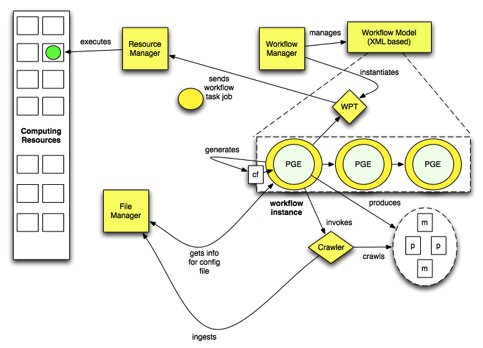 manages
Workflow Model
(XML based)
Workflow
Manager
Resource
Manager
executes
instantiates
sends
workflow
task job
WPT
Computing
Resources
generates
cf
PGE
PGE
PGE
workflow
instance
produces
File
Manager
invokes
gets info
for config
file
Crawler
crawls
m
p
p
m
ingests